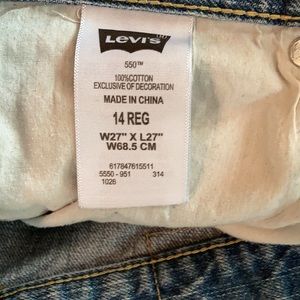 LEVI'S
550™
100%COTTON
EXCLUSIVE OF DECORATION
MADE IN CHINA
14 REG
W27" X L27"
W68.5 CM
617847615511
5550 - 951 314
1026